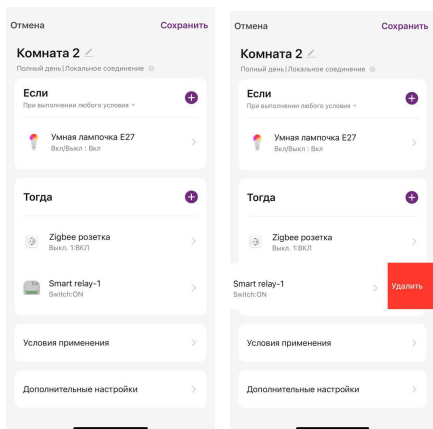 Отмена
Сохранить
Комната 2
Полный день|Локальное соединение
Если
При выполнении любого условия
Умная лампочка E27
Вкл/Выкл : Вкл
Тогда
Zigbee розетка
Выкл. 1:ВКЛ
Smart relay-1
Switch:ON
Условия применения
Дополнительные настройки
Отмена
Сохранить
Комната 2
Полный день|Локальное соединение
Если
При выполнении любого условия
Умная лампочка E27
Вкл/Выкл : Вкл
Тогда
Zigbee розетка
Выкл. 1:ВКЛ
Smart relay-1
Switch:ON
Удалить
Условия применения
Дополнительные настройки